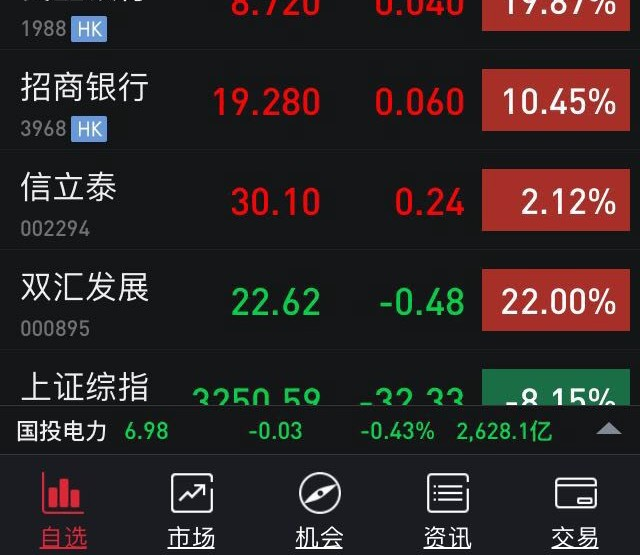 8.720 0.040 19.87%
1988 HK
招商银行 19.280 0.060 10.45%
3968 HK
信立泰 30.10 0.24 2.12%
002294
双汇发展 22.62 -0.48 22.00%
000895
上证综指 3250.59 -32.33 -8.15%
国投电力 6.98 -0.03 -0.43% 2,628.1亿
自选 市场 机会 资讯 交易